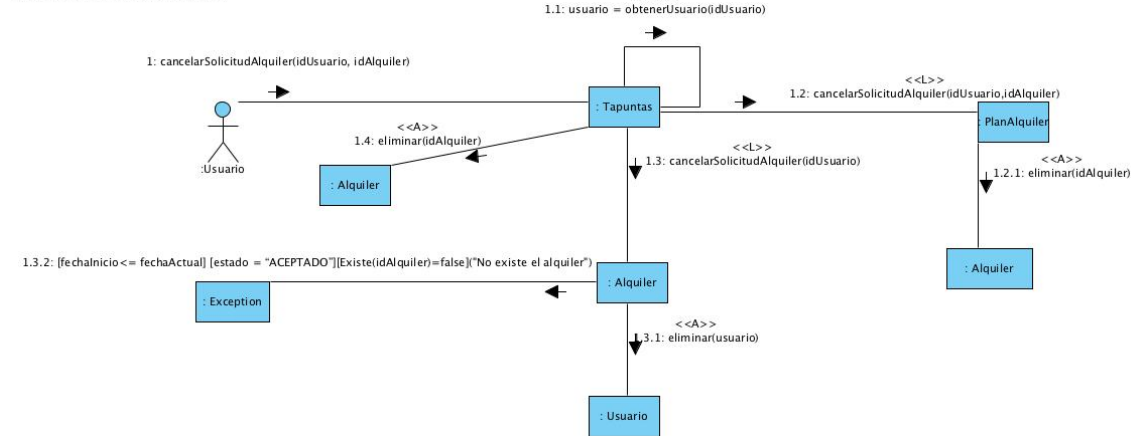 1.1: usuario = obtenerUsuario(idUsuario)
1: cancelarSolicitudAlquiler(idUsuario, idAlquiler)
<<L>>
1.2: cancelarSolicitudAlquiler(idUsuario,idAlquiler)
: Tapuntas
: PlanAlquiler
<<A>>
1.4: eliminar(idAlquiler)
:Usuario
: Alquiler
<<L>>
1.3: cancelarSolicitudAlquiler(idUsuario)
<<A>>
1.2.1: eliminar(idAlquiler)
1.3.2: [fechaInicio<= fechaActual] [estado = "ACEPTADO"][Existe(idAlquiler)=false]("No existe el alquiler")
: Exception
: Alquiler
: Alquiler
<<A>>
3.1: eliminar(usuario)
: Usuario